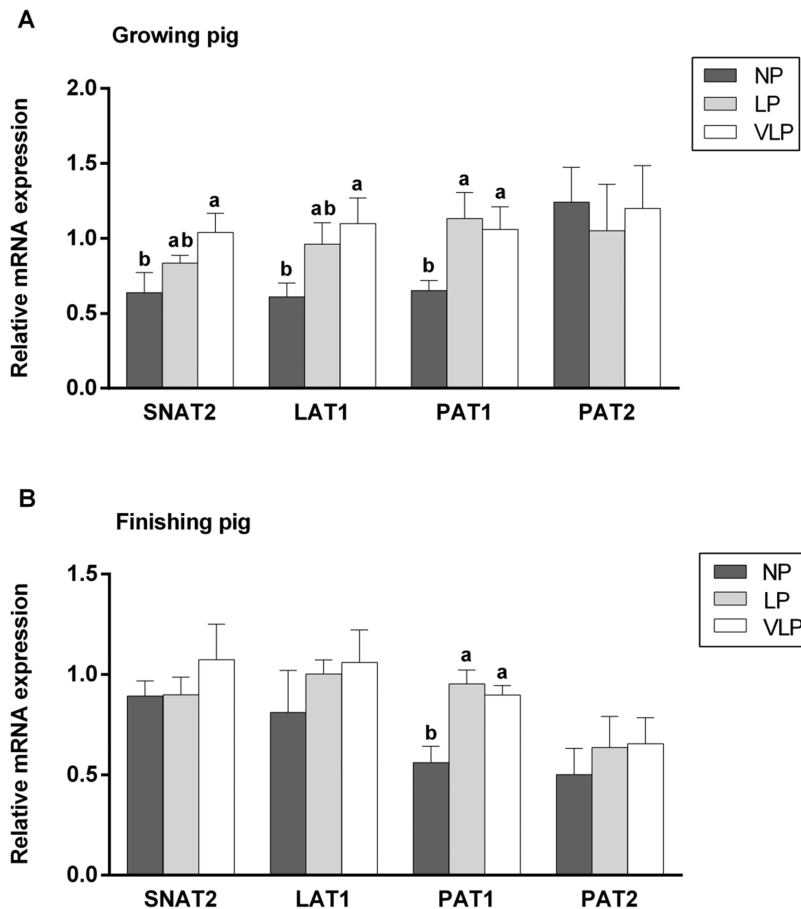 A
Growing pig
NP
LP
VLP
Relative mRNA expression
2.0
1.5
1.0
0.5
0.0
b ab a
b ab a
b a a
SNAT2 LAT1 PAT1 PAT2
B
Finishing pig
NP
LP
VLP
Relative mRNA expression
1.5
1.0
0.5
0.0
b a a
SNAT2 LAT1 PAT1 PAT2